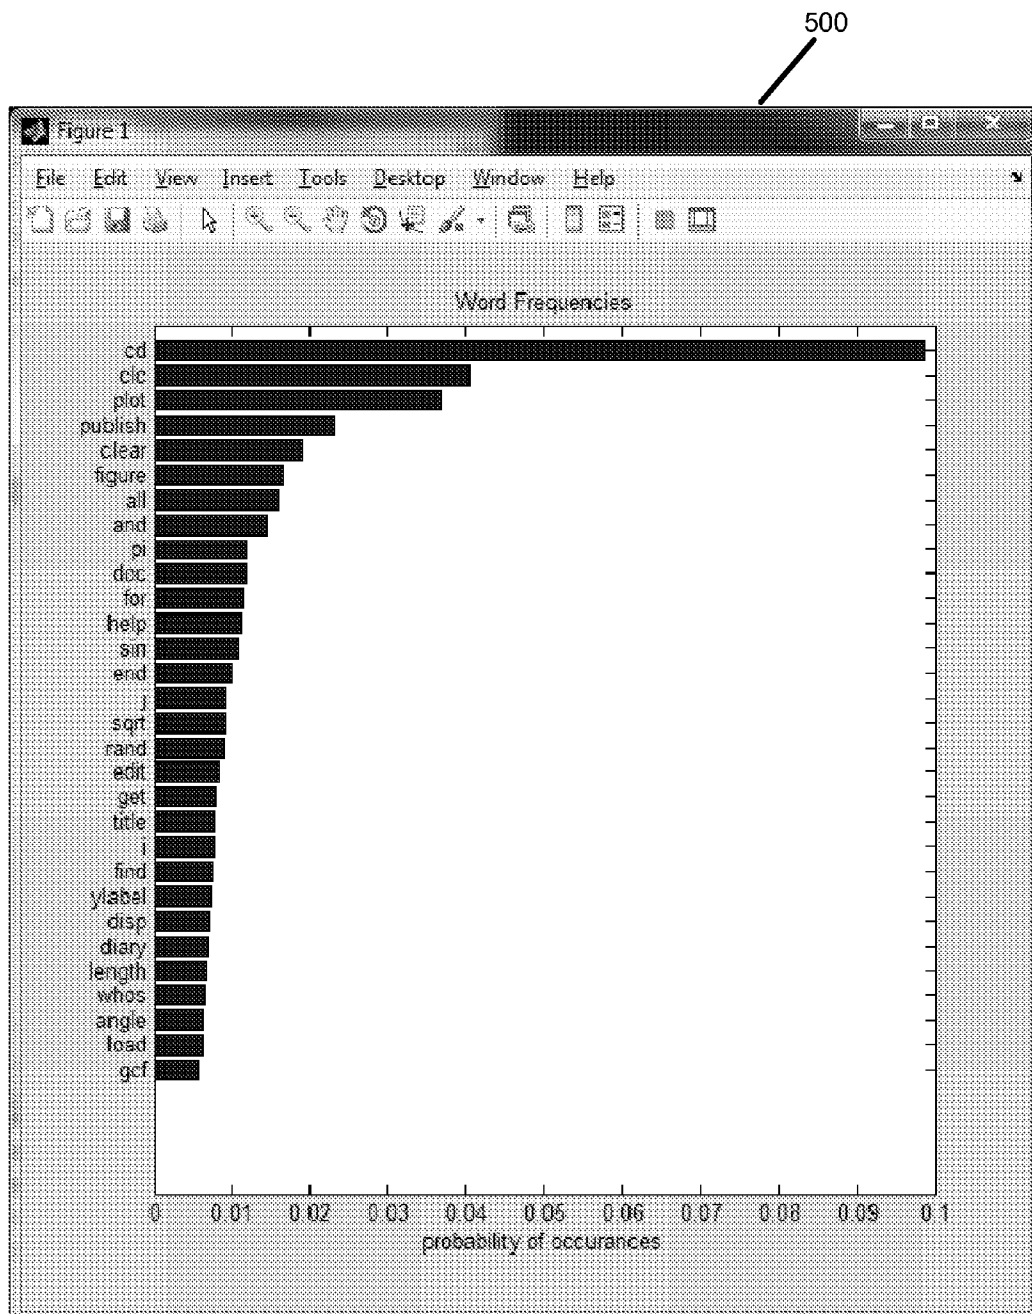 500
Figure 1
File Edit View Insert Tools Desktop Window Help
Word Frequencies
cd
clc
plot
publish
clear
figure
all
and
pi
doc
for
help
sin
end
j
sqrt
rand
edit
get
title
i
find
ylabel
disp
diary
length
whos
angle
load
gcf
0 0.01 0.02 0.03 0.04 0.05 0.06 0.07 0.08 0.09 0.1
probability of occurances